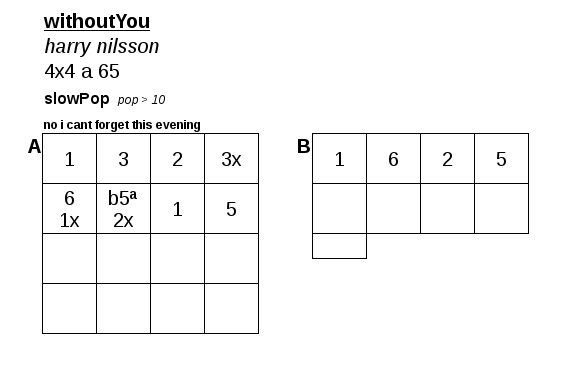 withoutYou
harry nilsson
4x4 a 65
slowPop pop > 10
no i cant forget this evening
A
1 3 2 3x
6 b5ª 1 5
1x 2x
B
1 6 2 5